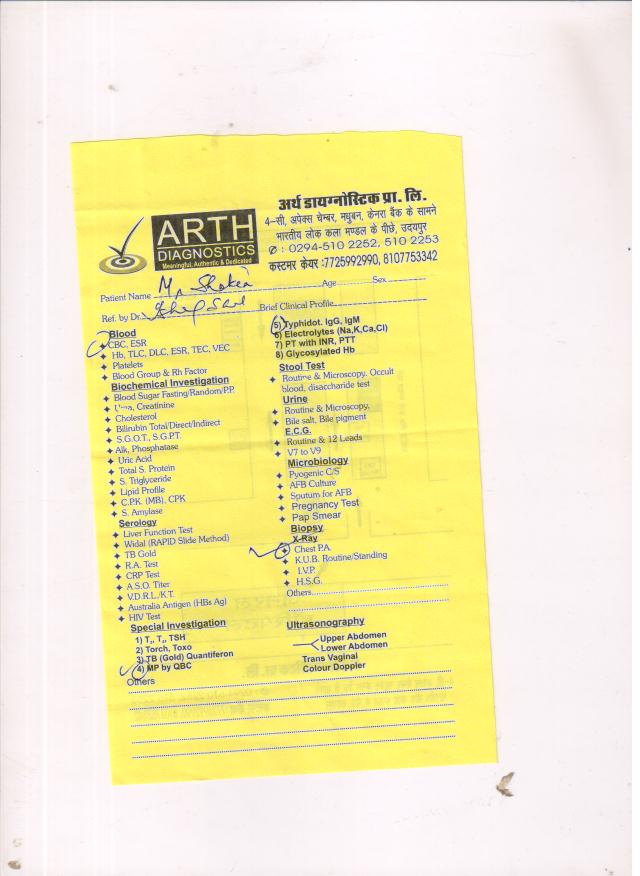 अर्थ डायग्नोस्टिक प्रा. लि.
4-सी, अपेक्स चेम्बर, मधुबन, केनरा बैंक के सामने
भारतीय लोक कला मण्डल के पीछे, उदयपुर
✆ : 0294-510 2252, 510 2253
कस्टमर केयर :7725992990, 8107753342
ARTH
DIAGNOSTICS
Meaningful, Authentic & Dedicated
Patient Name Age Sex
Ref. by Dr. Brief Clinical Profile
Blood
CBC, ESR
Hb, TLC, DLC, ESR, TEC, VEC
Platelets
Blood Group & Rh Factor
Biochemical Investigation
Blood Sugar Fasting/Random/P.P.
Creatinine
Cholesterol
Bilirubin Total/Direct/Indirect
S.G.O.T., S.G.P.T.
Alk, Phosphatase
Uric Acid
Total S. Protein
S. Triglyceride
Lipid Profile
C.P.K. (MB), CPK
S. Amylase
Serology
Liver Function Test
Widal (RAPID Slide Method)
TB Gold
R.A. Test
CRP Test
A.S.O. Titer
V.D.R.L./K.T.
Australia Antigen (HBs Ag)
HIV Test
Special Investigation
1) T₃, T₄, TSH
2) Torch, Toxo
3) TB (Gold) Quantiferon
4) MP by QBC
Others
5) Typhidot. IgG, IgM
6) Electrolytes (Na,K,Ca,Cl)
7) PT with INR, PTT
8) Glycosylated Hb
Stool Test
Routine & Microscopy, Occult
blood, disaccharide test
Urine
Routine & Microscopy,
Bile salt, Bile pigment
E.C.G.
Routine & 12 Leads
V7 to V9
Microbiology
Pyogenic C/S
AFB Culture
Sputum for AFB
Pregnancy Test
Pap Smear
Biopsy
X-Ray
Chest P.A.
K.U.B. Routine/Standing
I.V.P.
H.S.G.
Others
Ultrasonography
Upper Abdomen
Lower Abdomen
Trans Vaginal
Colour Doppler